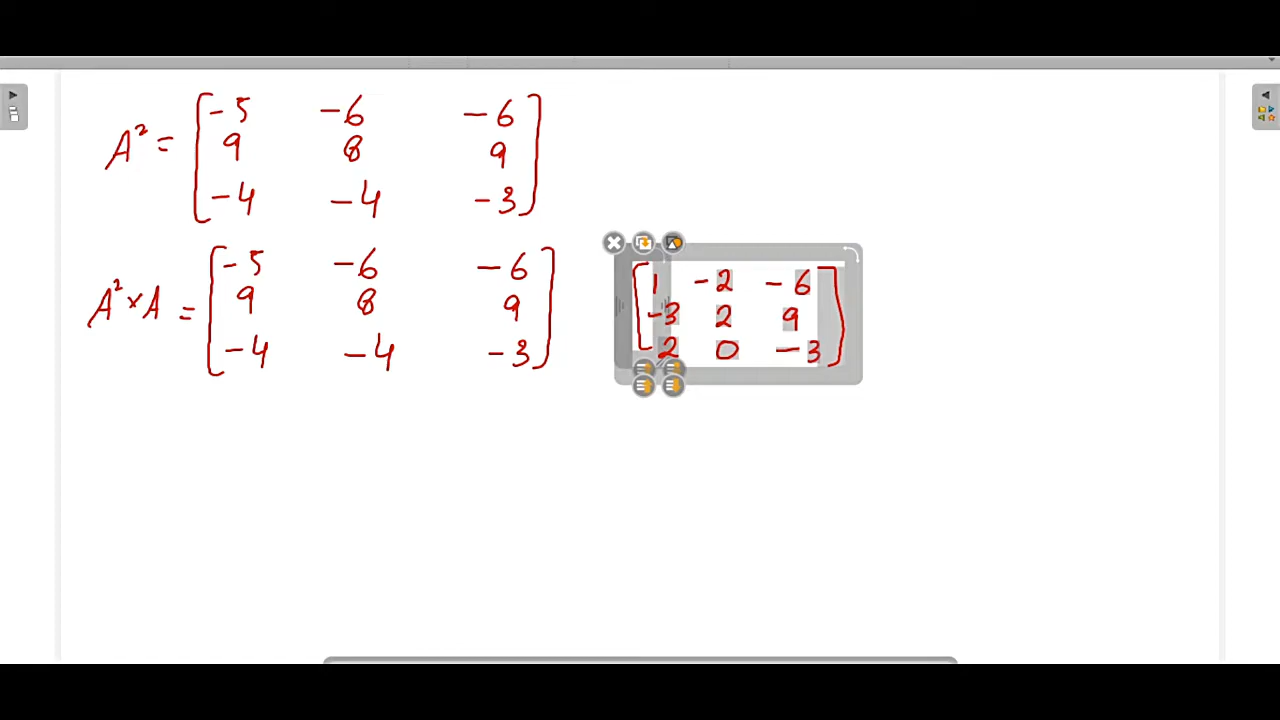 -5 -6 -6
A² = 9 8 9
-4 -4 -3
-5 -6 -6 1 -2 -6
A² × A = 9 8 9 -3 2 9
-4 -4 -3 2 0 -3